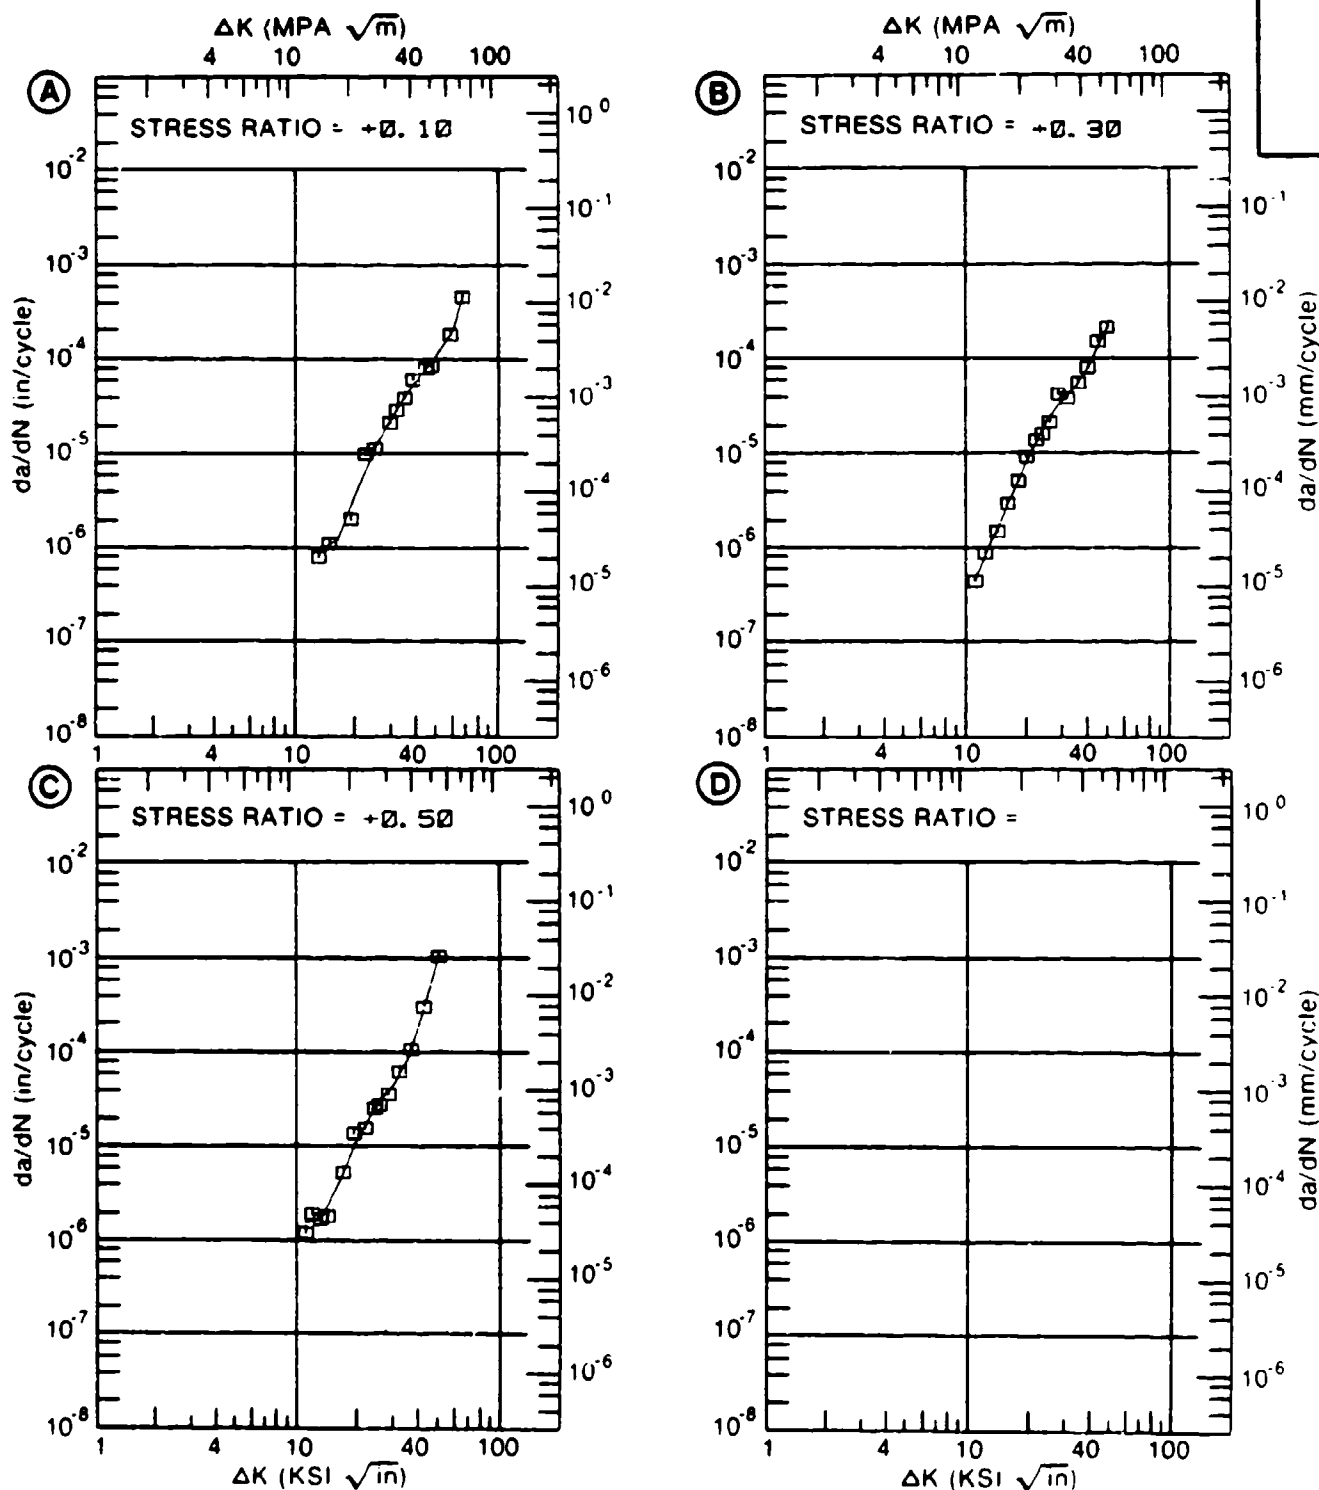 ΔK (MPA √m)
4 10 40 100
A
STRESS RATIO = +0.10
10^0
10^-2
10^-1
10^-3
10^-2
10^-4
10^-3
10^-5
10^-4
10^-6
10^-5
10^-7
10^-6
10^-8
1 4 10 40 100
da/dN (in/cycle)
ΔK (MPA √m)
4 10 40 100
B
STRESS RATIO = +0.30
10^-2
10^-1
10^-3
10^-2
10^-4
10^-3
10^-5
10^-4
10^-6
10^-5
10^-7
10^-6
10^-8
1 4 10 40 100
da/dN (mm/cycle)
C
STRESS RATIO = +0.50
10^0
10^-2
10^-1
10^-3
10^-2
10^-4
10^-3
10^-5
10^-4
10^-6
10^-5
10^-7
10^-6
10^-8
1 4 10 40 100
da/dN (in/cycle)
ΔK (KSI √in)
D
STRESS RATIO =
10^0
10^-2
10^-1
10^-3
10^-2
10^-4
10^-3
10^-5
10^-4
10^-6
10^-5
10^-7
10^-6
10^-8
1 4 10 40 100
da/dN (mm/cycle)
ΔK (KSI √in)